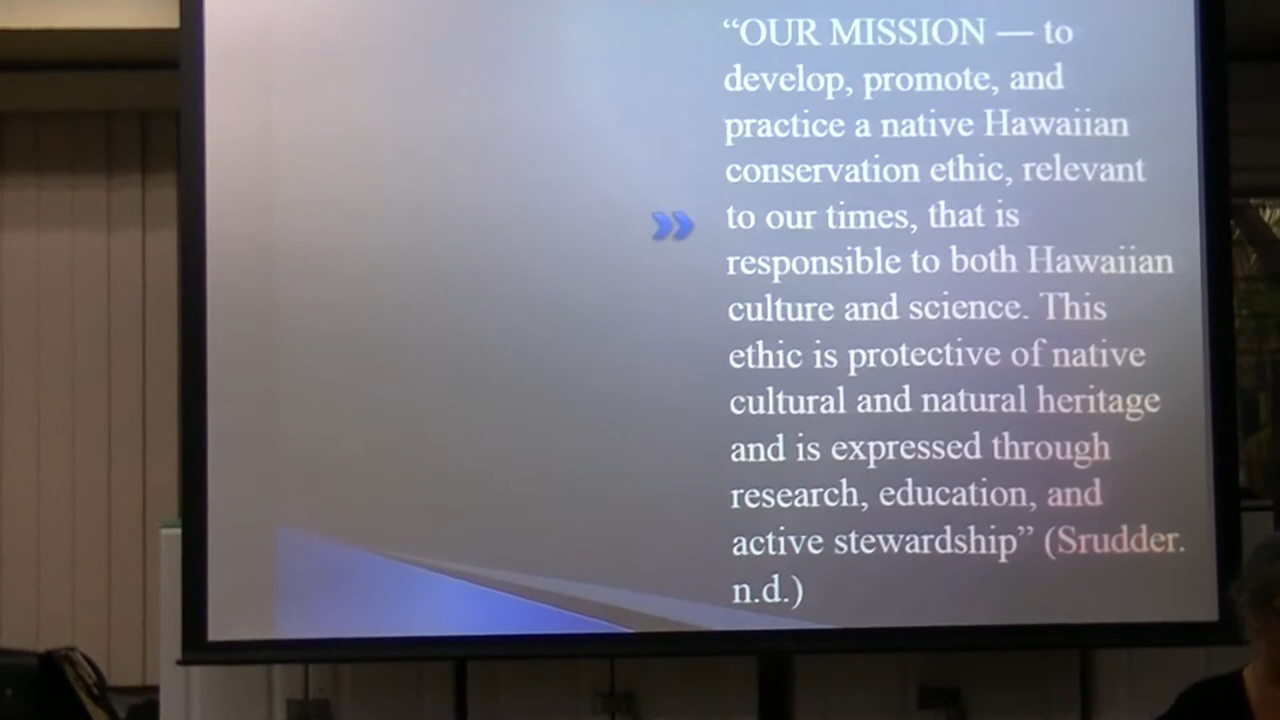 “OUR MISSION — to
develop, promote, and
practice a native Hawaiian
conservation ethic, relevant
to our times, that is
responsible to both Hawaiian
culture and science. This
ethic is protective of native
cultural and natural heritage
and is expressed through
research, education, and
active stewardship” (Srudder.
n.d.)